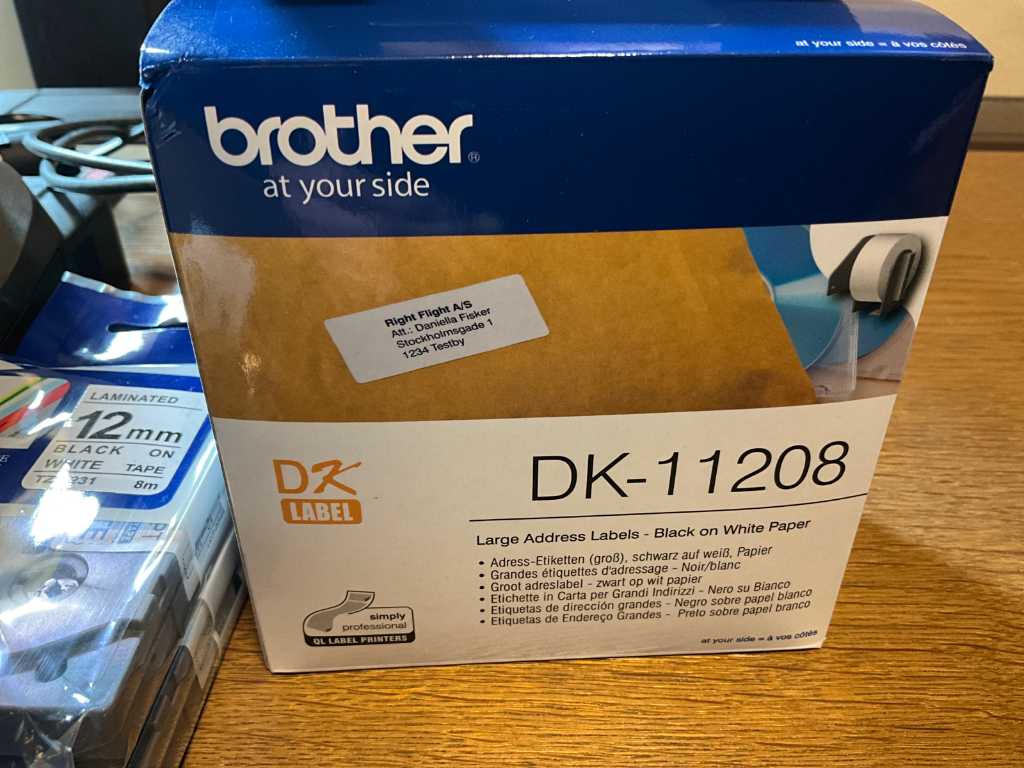 at your side = à vos côtés
brother®
at your side
Right Flight A/S
Att.: Daniella Fisker
Stockholmsgade 1
1234 Testby
DK
LABEL
DK-11208
Large Address Labels - Black on White Paper
• Adress-Etiketten (groß), schwarz auf weiß, Papier
• Grandes étiquettes d'adressage - Noir/blanc
• Groot adreslabel - zwart op wit papier
• Etichette in Carta per Grandi Indirizzi - Nero su Bianco
• Etiquetas de dirección grandes - Negro sobre papel blanco
• Etiquetas de Endereço Grandes - Preto sobre papel branco
simply
professional
QL LABEL PRINTERS
at your side = à vos côtés
LAMINATED
12mm
BLACK ON
WHITE TAPE
8m